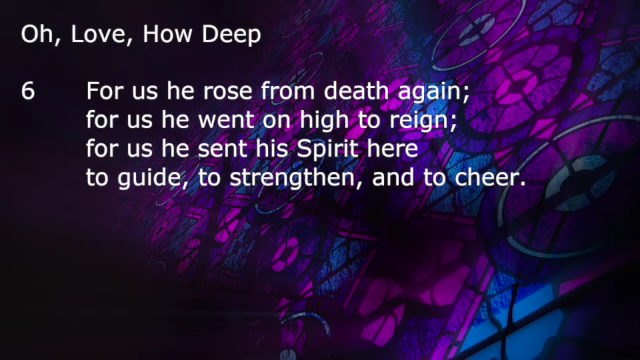 Oh, Love, How Deep
6 For us he rose from death again;
for us he went on high to reign;
for us he sent his Spirit here
to guide, to strengthen, and to cheer.